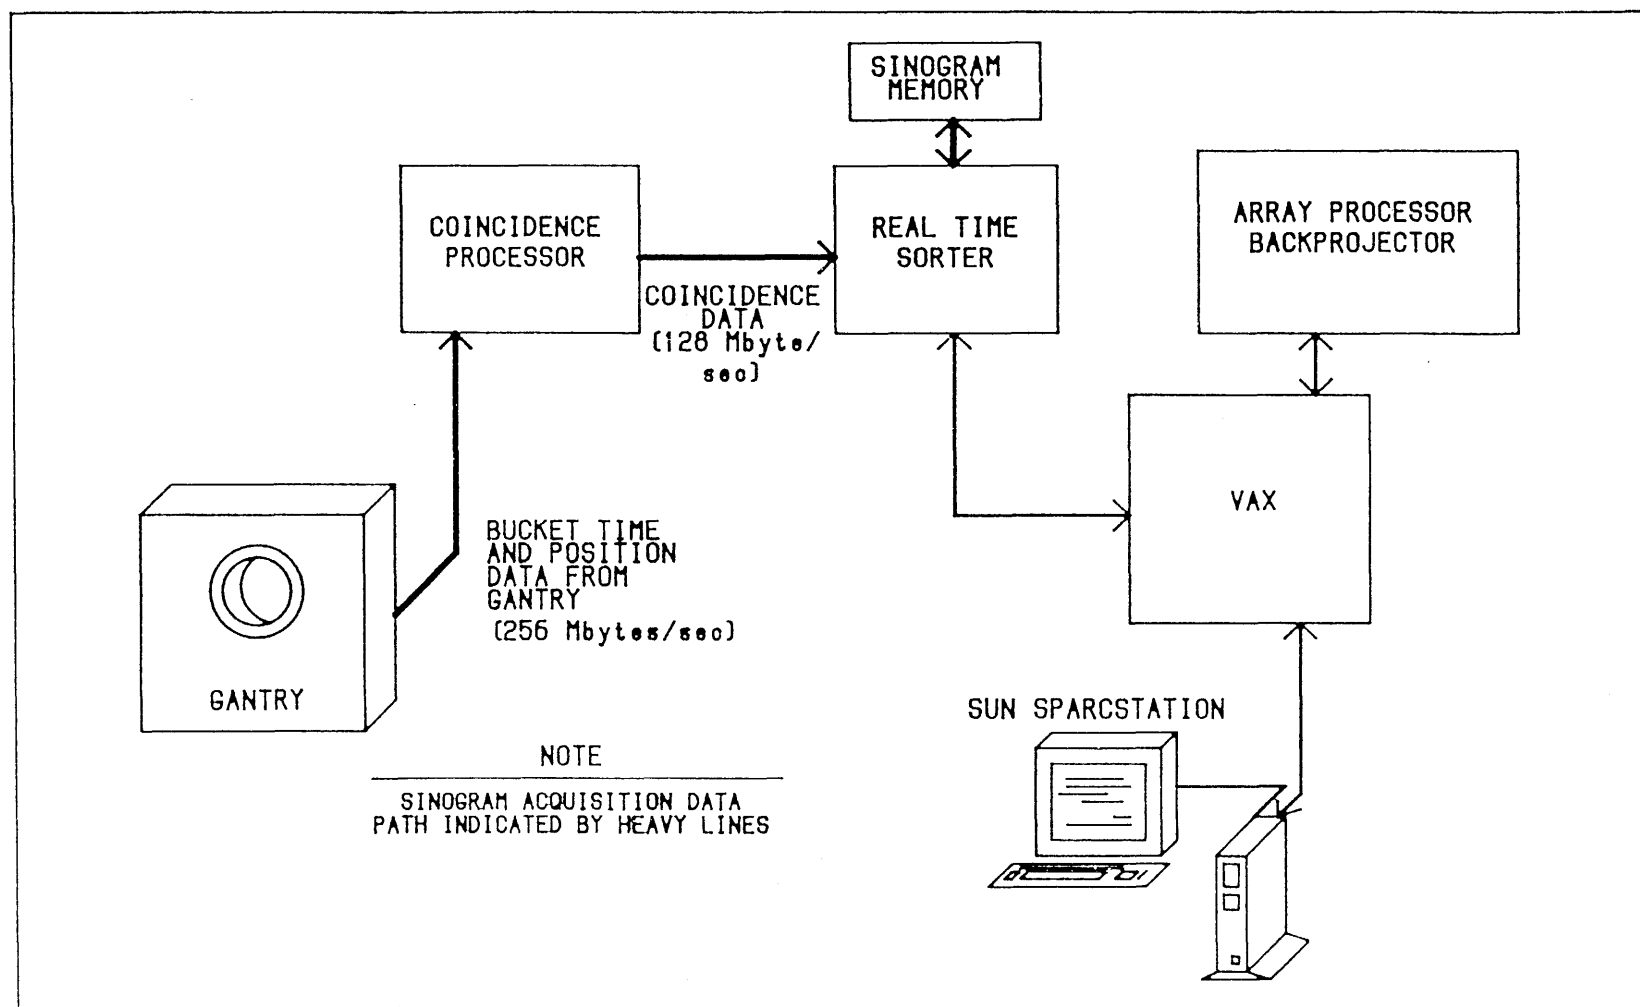 SINOGRAM
MEMORY
COINCIDENCE
PROCESSOR
REAL TIME
SORTER
ARRAY PROCESSOR
BACKPROJECTOR
COINCIDENCE
DATA
(128 Mbyte/
sec)
VAX
BUCKET TIME
AND POSITION
DATA FROM
GANTRY
(256 Mbytes/sec)
GANTRY
SUN SPARCSTATION
NOTE
SINOGRAM ACQUISITION DATA
PATH INDICATED BY HEAVY LINES